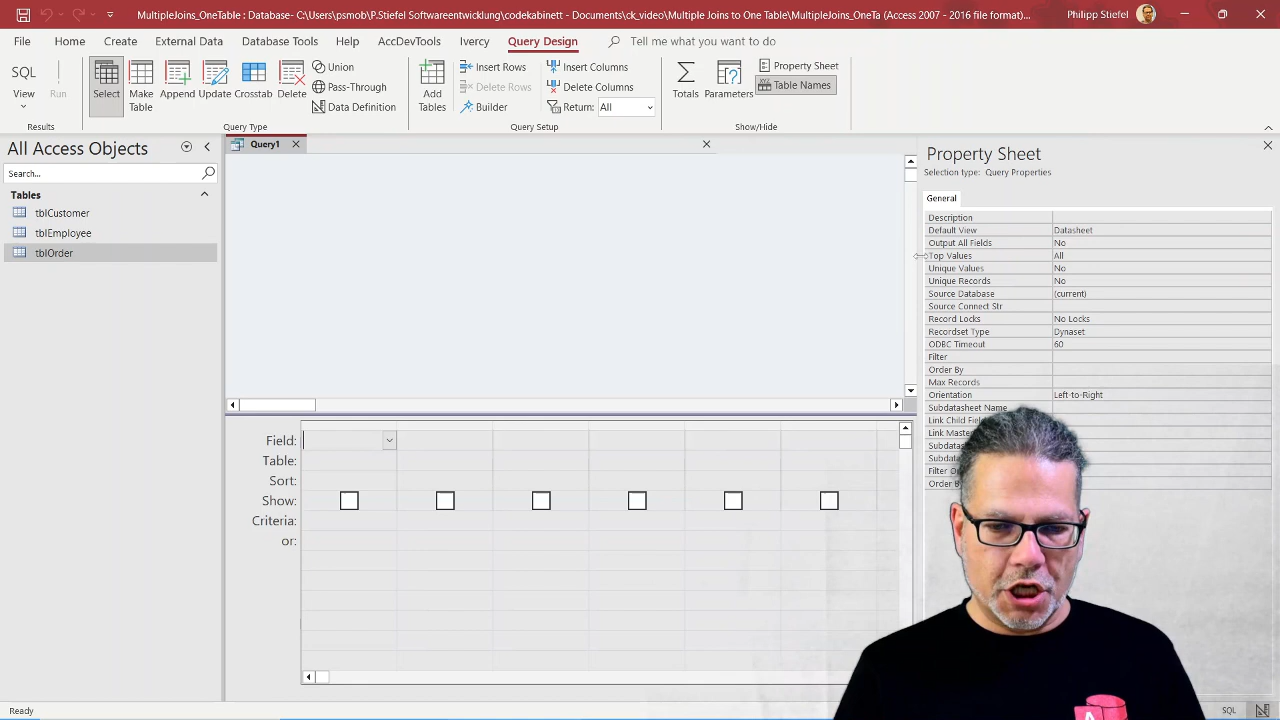 MultipleJoins_OneTable : Database- C:\Users\psmob\P.Stiefel Softwareentwicklung\codekabinett - Documents\ck_video\Multiple Joins to One Table\MultipleJoins_OneTa (Access 2007 - 2016 file format)...
Philipp Stiefel
File Home Create External Data Database Tools Help AccDevTools Ivercy Query Design Tell me what you want to do
SQL
View
Run
Results
Select
Make
Table
Append
Update
Crosstab
Delete
Union
Pass-Through
Data Definition
Query Type
Add
Tables
Insert Rows
Delete Rows
Builder
Insert Columns
Delete Columns
Return: All
Query Setup
Totals
Parameters
Property Sheet
XYZ Table Names
Show/Hide
All Access Objects
Search...
Tables
tblCustomer
tblEmployee
tblOrder
Query1
Field:
Table:
Sort:
Show:
Criteria:
or:
Property Sheet
Selection type: Query Properties
General
Description
Default View Datasheet
Output All Fields No
Top Values All
Unique Values No
Unique Records No
Source Database (current)
Source Connect Str
Record Locks No Locks
Recordset Type Dynaset
ODBC Timeout 60
Filter
Order By
Max Records
Orientation Left-to-Right
Subdatasheet Name
Link Child
Link
Filter
Order
Ready
SQL
A